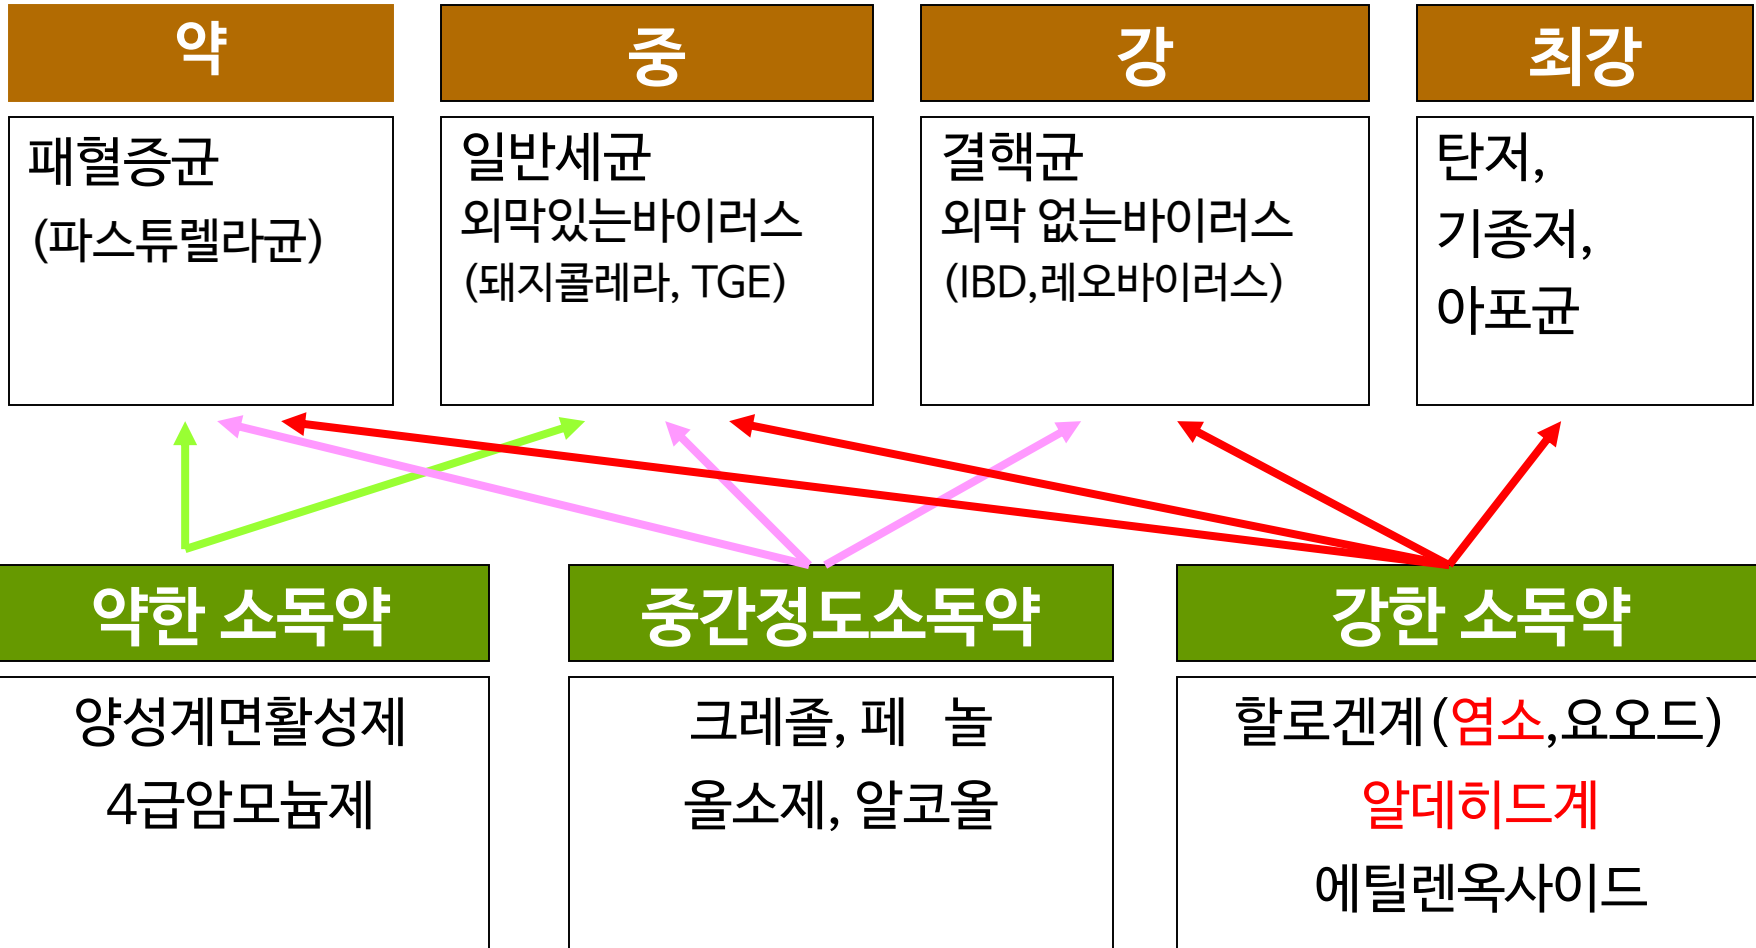 약
중
강
최강
패혈증균
(파스튜렐라균)
일반세균
외막있는바이러스
(돼지콜레라, TGE)
결핵균
외막 없는바이러스
(IBD,레오바이러스)
탄저,
기종저,
아포균
약한 소독약
중간정도소독약
강한 소독약
양성계면활성제
4급암모늄제
크레졸, 페 놀
올소제, 알코올
할로겐계(염소,요오드)
알데히드계
에틸렌옥사이드